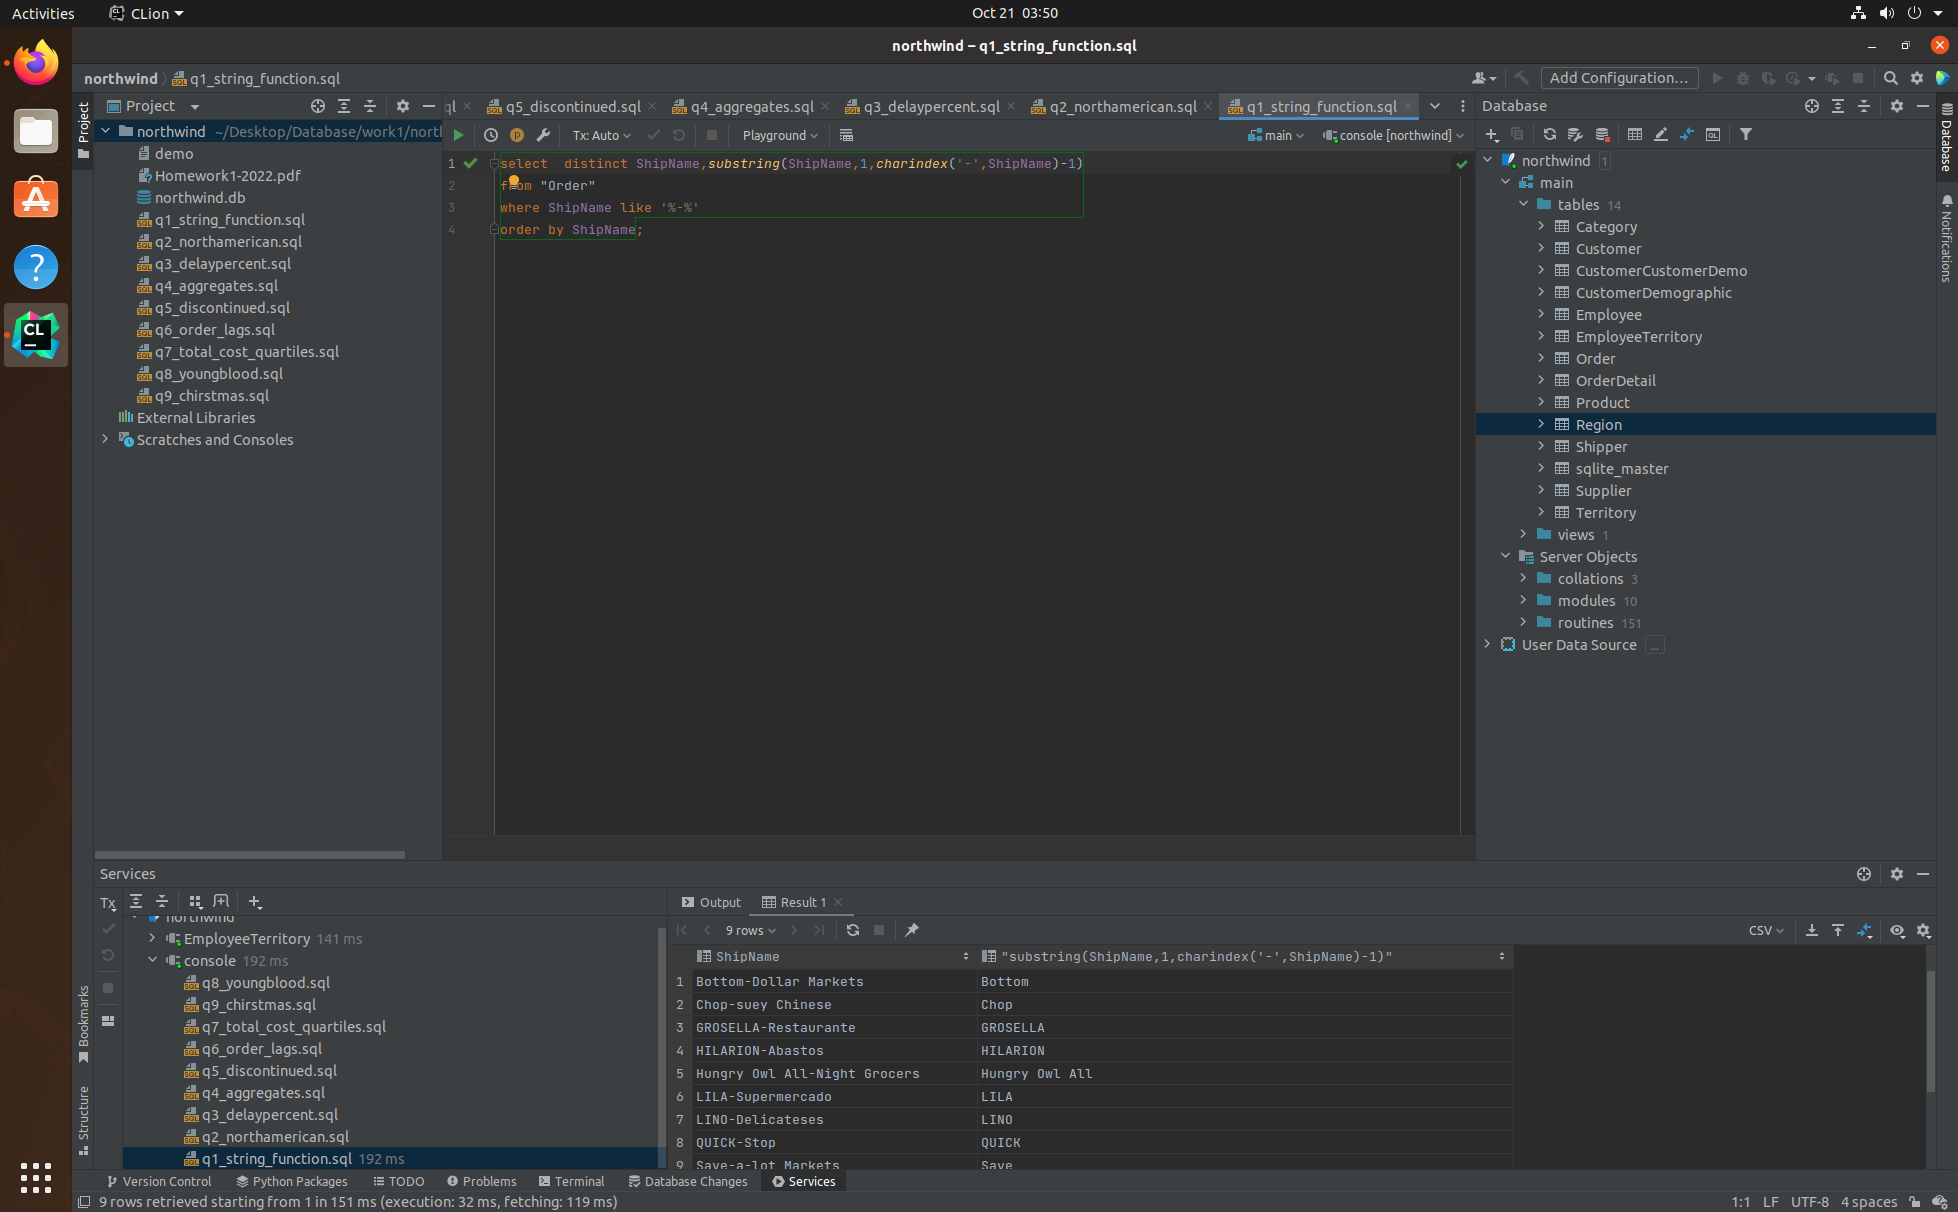 Activities
CLion
Oct 21 03:50
northwind – q1_string_function.sql
northwind
q1_string_function.sql
Add Configuration...
Project
northwind ~/Desktop/Database/work1/nort
demo
Homework1-2022.pdf
northwind.db
q1_string_function.sql
q2_northamerican.sql
q3_delaypercent.sql
q4_aggregates.sql
q5_discontinued.sql
q6_order_lags.sql
q7_total_cost_quartiles.sql
q8_youngblood.sql
q9_chirstmas.sql
External Libraries
Scratches and Consoles
Project
Bookmarks
Structure
ql
q5_discontinued.sql
q4_aggregates.sql
q3_delaypercent.sql
q2_northamerican.sql
q1_string_function.sql
Tx: Auto
Playground
main
console [northwind]
1 select  distinct ShipName,substring(ShipName,1,charindex('-',ShipName)-1)
2 from "Order"
3 where ShipName like '%-%'
4 order by ShipName;
Database
northwind 1
main
tables 14
Category
Customer
CustomerCustomerDemo
CustomerDemographic
Employee
EmployeeTerritory
Order
OrderDetail
Product
Region
Shipper
sqlite_master
Supplier
Territory
views 1
Server Objects
collations 3
modules 10
routines 151
User Data Source ...
Database
Notifications
Services
Tx
northwind
EmployeeTerritory 141 ms
console 192 ms
q8_youngblood.sql
q9_chirstmas.sql
q7_total_cost_quartiles.sql
q6_order_lags.sql
q5_discontinued.sql
q4_aggregates.sql
q3_delaypercent.sql
q2_northamerican.sql
q1_string_function.sql 192 ms
Output
Result 1
9 rows
CSV
ShipName "substring(ShipName,1,charindex('-',ShipName)-1)"
1 Bottom-Dollar Markets Bottom
2 Chop-suey Chinese Chop
3 GROSELLA-Restaurante GROSELLA
4 HILARION-Abastos HILARION
5 Hungry Owl All-Night Grocers Hungry Owl All
6 LILA-Supermercado LILA
7 LINO-Delicateses LINO
8 QUICK-Stop QUICK
9 Save-a-lot Markets Save
Version Control
Python Packages
TODO
Problems
Terminal
Database Changes
Services
9 rows retrieved starting from 1 in 151 ms (execution: 32 ms, fetching: 119 ms)
1:1 LF UTF-8 4 spaces